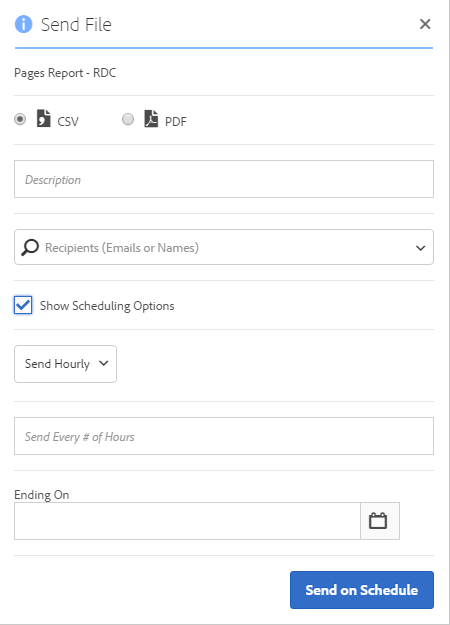 Send File
Pages Report - RDC
CSV PDF
Description
Recipients (Emails or Names)
Show Scheduling Options
Send Hourly
Send Every # of Hours
Ending On
Send on Schedule